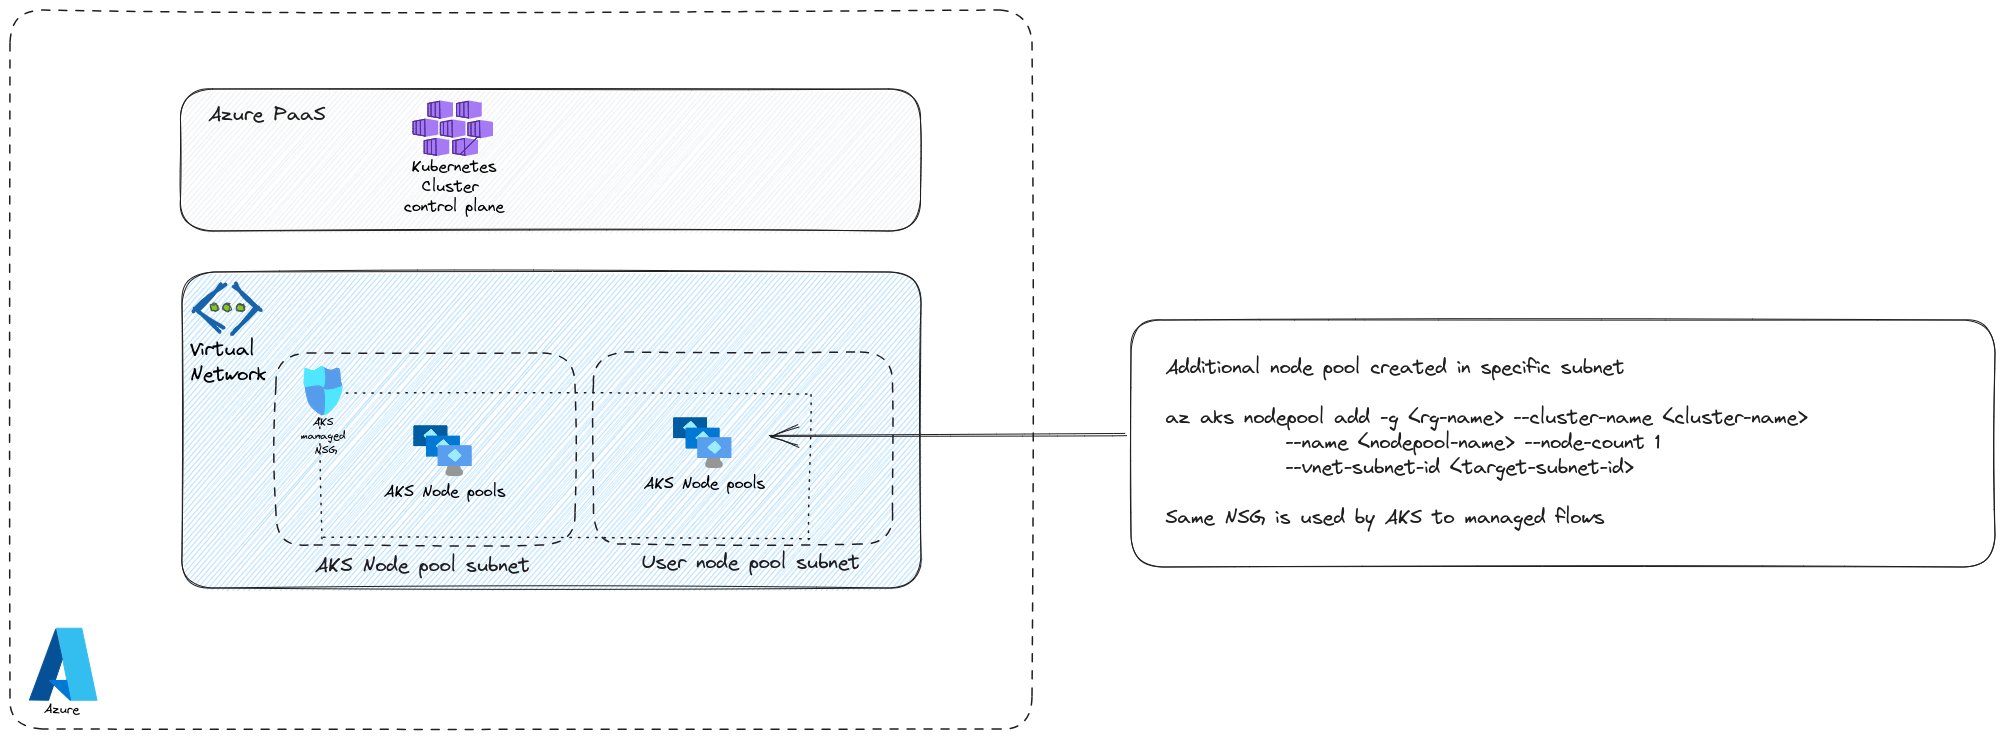 Azure PaaS
Kubernetes
Cluster
control plane
Virtual
Network
AKS
managed
NSG
AKS Node pools
AKS Node pools
AKS Node pool subnet
User node pool subnet
Azure
Additional node pool created in specific subnet
az aks nodepool add -g <rg-name> --cluster-name <cluster-name>
--name <nodepool-name> --node-count 1
--vnet-subnet-id <target-subnet-id>
Same NSG is used by AKS to managed flows